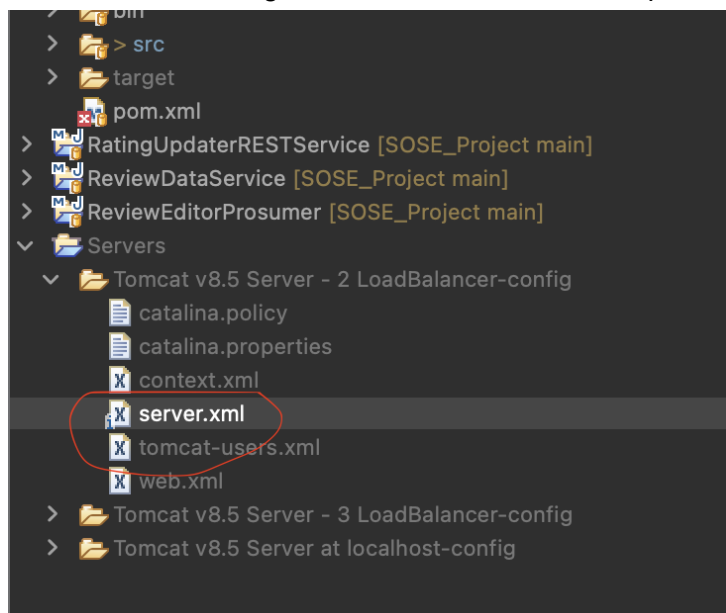 bin
> src
target
pom.xml
RatingUpdaterRESTService [SOSE_Project main]
ReviewDataService [SOSE_Project main]
ReviewEditorProsumer [SOSE_Project main]
Servers
Tomcat v8.5 Server - 2 LoadBalancer-config
catalina.policy
catalina.properties
context.xml
server.xml
tomcat-users.xml
web.xml
Tomcat v8.5 Server - 3 LoadBalancer-config
Tomcat v8.5 Server at localhost-config